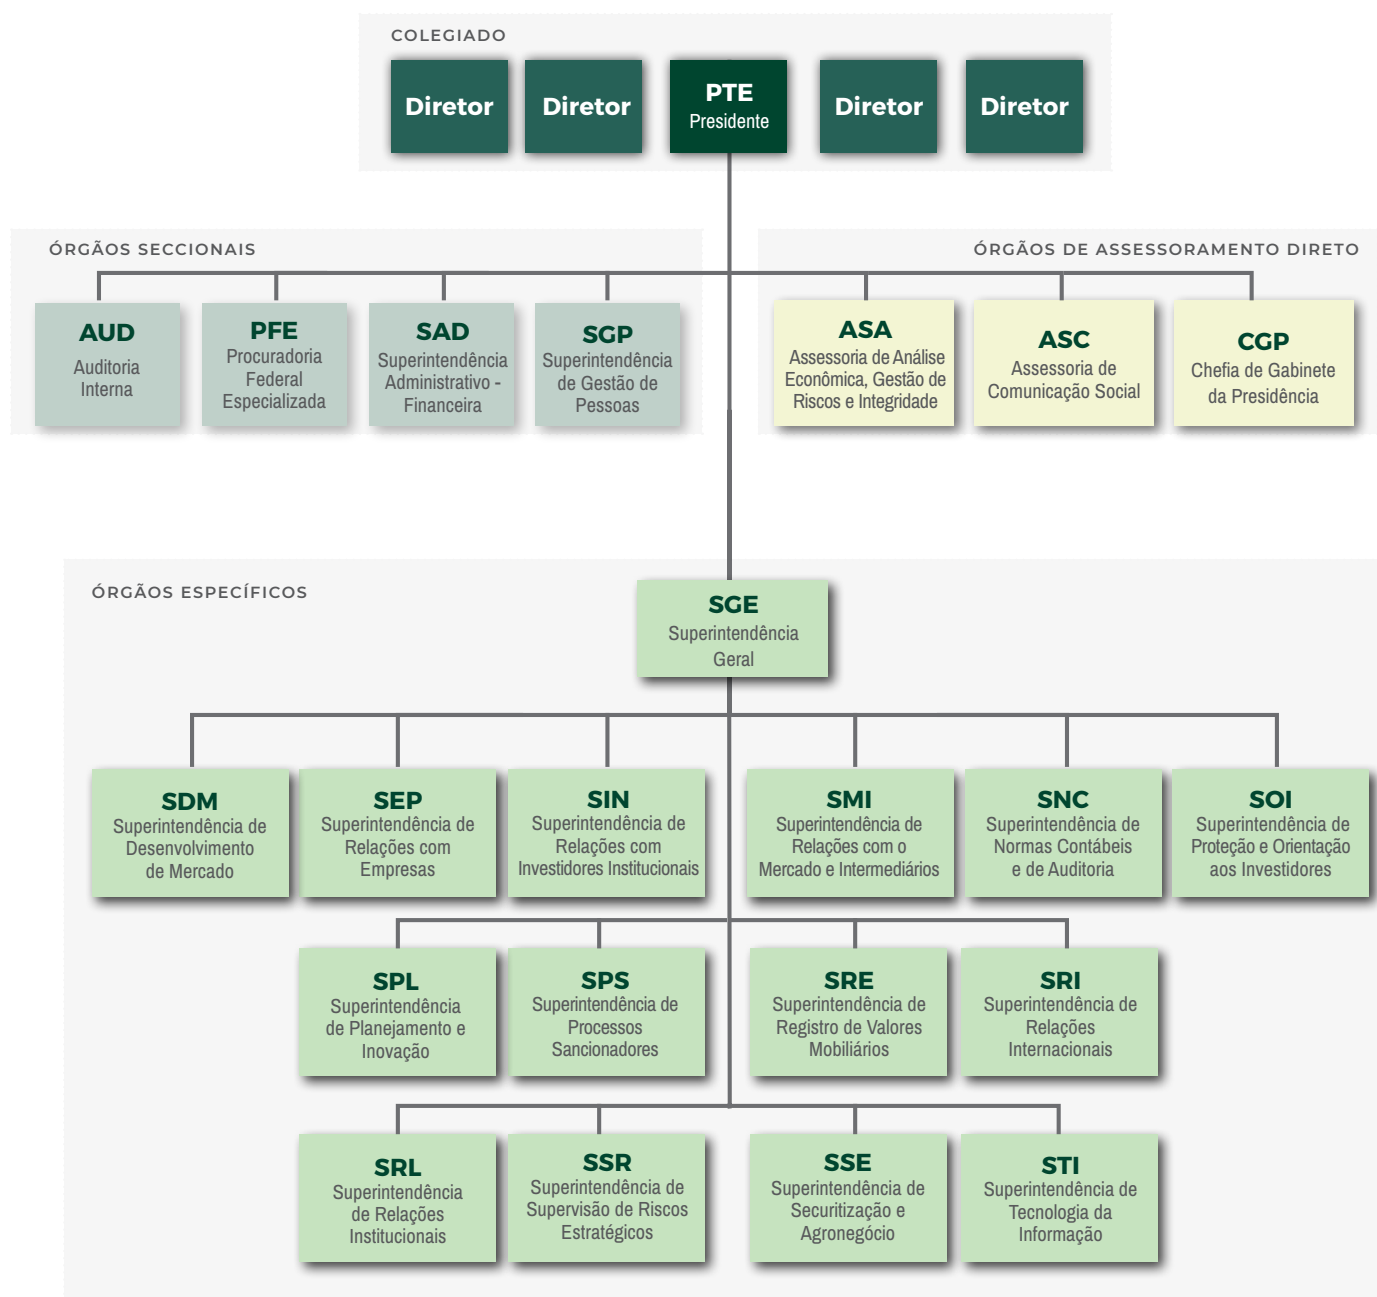 COLEGIADO
Diretor
Diretor
PTE
Presidente
Diretor
Diretor
ÓRGÃOS SECCIONAIS
AUD
Auditoria
Interna
PFE
Procuradoria
Federal
Especializada
SAD
Superintendência
Administrativo -
Financeira
SGP
Superintendência
de Gestão de
Pessoas
ÓRGÃOS DE ASSESSORAMENTO DIRETO
ASA
Assessoria de Análise
Econômica, Gestão de
Riscos e Integridade
ASC
Assessoria de
Comunicação Social
CGP
Chefia de Gabinete
da Presidência
ÓRGÃOS ESPECÍFICOS
SGE
Superintendência
Geral
SDM
Superintendência de
Desenvolvimento
de Mercado
SEP
Superintendência de
Relações com
Empresas
SIN
Superintendência de
Relações com
Investidores Institucionais
SMI
Superintendência de
Relações com o
Mercado e Intermediários
SNC
Superintendência de
Normas Contábeis
e de Auditoria
SOI
Superintendência de
Proteção e Orientação
aos Investidores
SPL
Superintendência
de Planejamento e
Inovação
SPS
Superintendência de
Processos
Sancionadores
SRE
Superintendência de
Registro de Valores
Mobiliários
SRI
Superintendência de
Relações
Internacionais
SRL
Superintendência
de Relações
Institucionais
SSR
Superintendência de
Supervisão de Riscos
Estratégicos
SSE
Superintendência de
Securitização e
Agronegócio
STI
Superintendência de
Tecnologia da
Informação